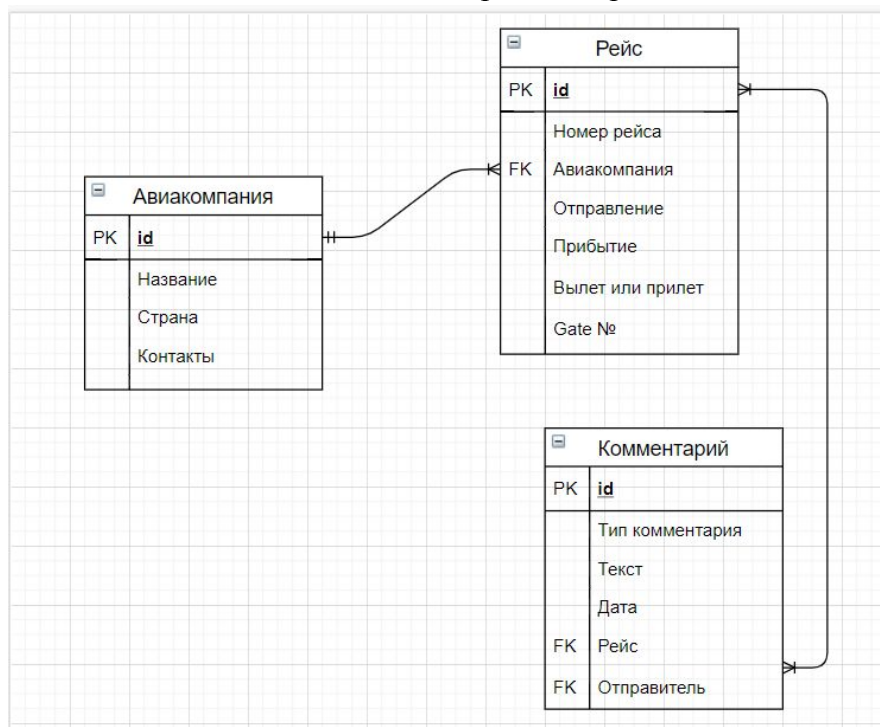 Рейс
PK id
Номер рейса
FK Авиакомпания
Отправление
Прибытие
Вылет или прилет
Gate №
Авиакомпания
PK id
Название
Страна
Контакты
Комментарий
PK id
Тип комментария
Текст
Дата
FK Рейс
FK Отправитель